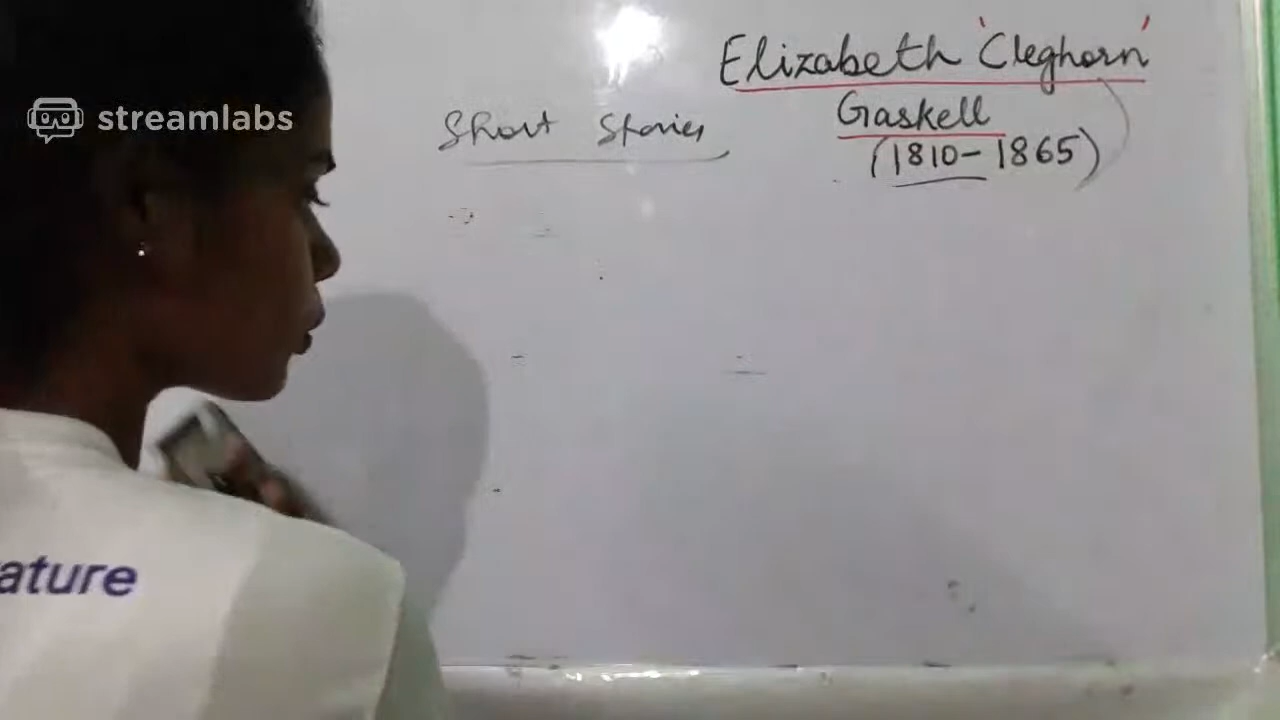 streamlabs
Elizabeth 'Cleghorn'
Gaskell
(1810-1865)
Short Stories
ature